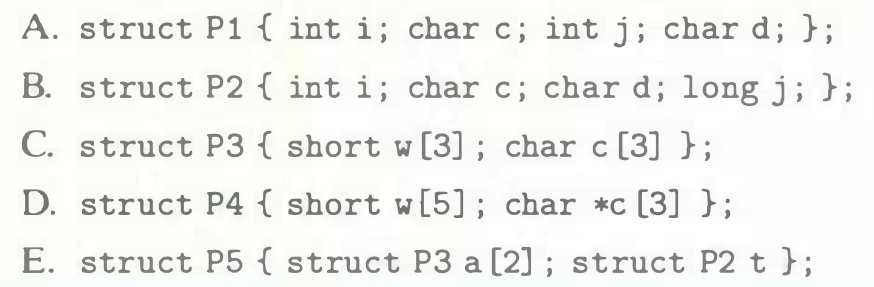 A. struct P1 { int i; char c; int j; char d; };
B. struct P2 { int i; char c; char d; long j; };
C. struct P3 { short w[3]; char c[3] };
D. struct P4 { short w[5]; char *c[3] };
E. struct P5 { struct P3 a[2]; struct P2 t };